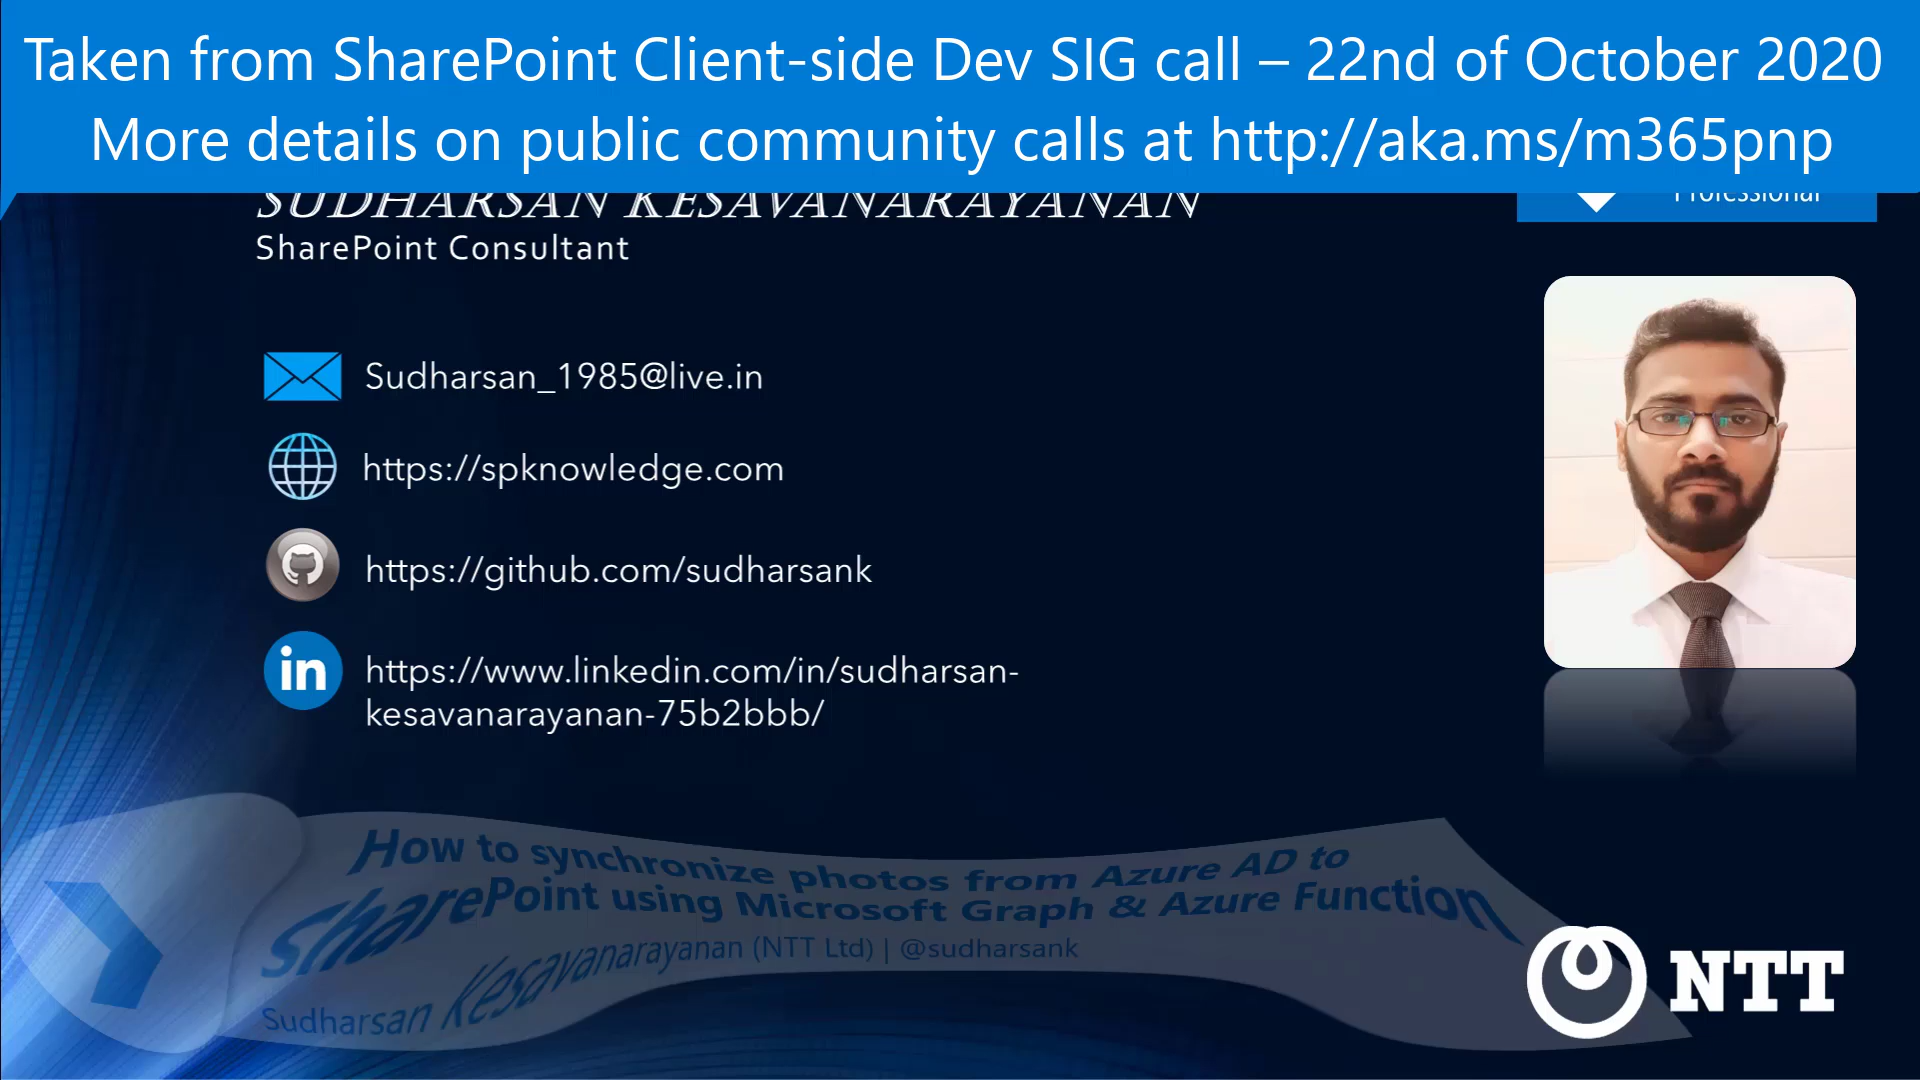 Taken from SharePoint Client-side Dev SIG call – 22nd of October 2020
More details on public community calls at http://aka.ms/m365pnp
SUDHARSAN KESAVANARAYANAN
Professional
SharePoint Consultant
Sudharsan_1985@live.in
https://spknowledge.com
https://github.com/sudharsank
in
https://www.linkedin.com/in/sudharsan-
kesavanarayanan-75b2bbb/
How to synchronize photos from Azure AD to
SharePoint using Microsoft Graph & Azure Function
Sudharsan Kesavanarayanan (NTT Ltd) | @sudharsank
NTT